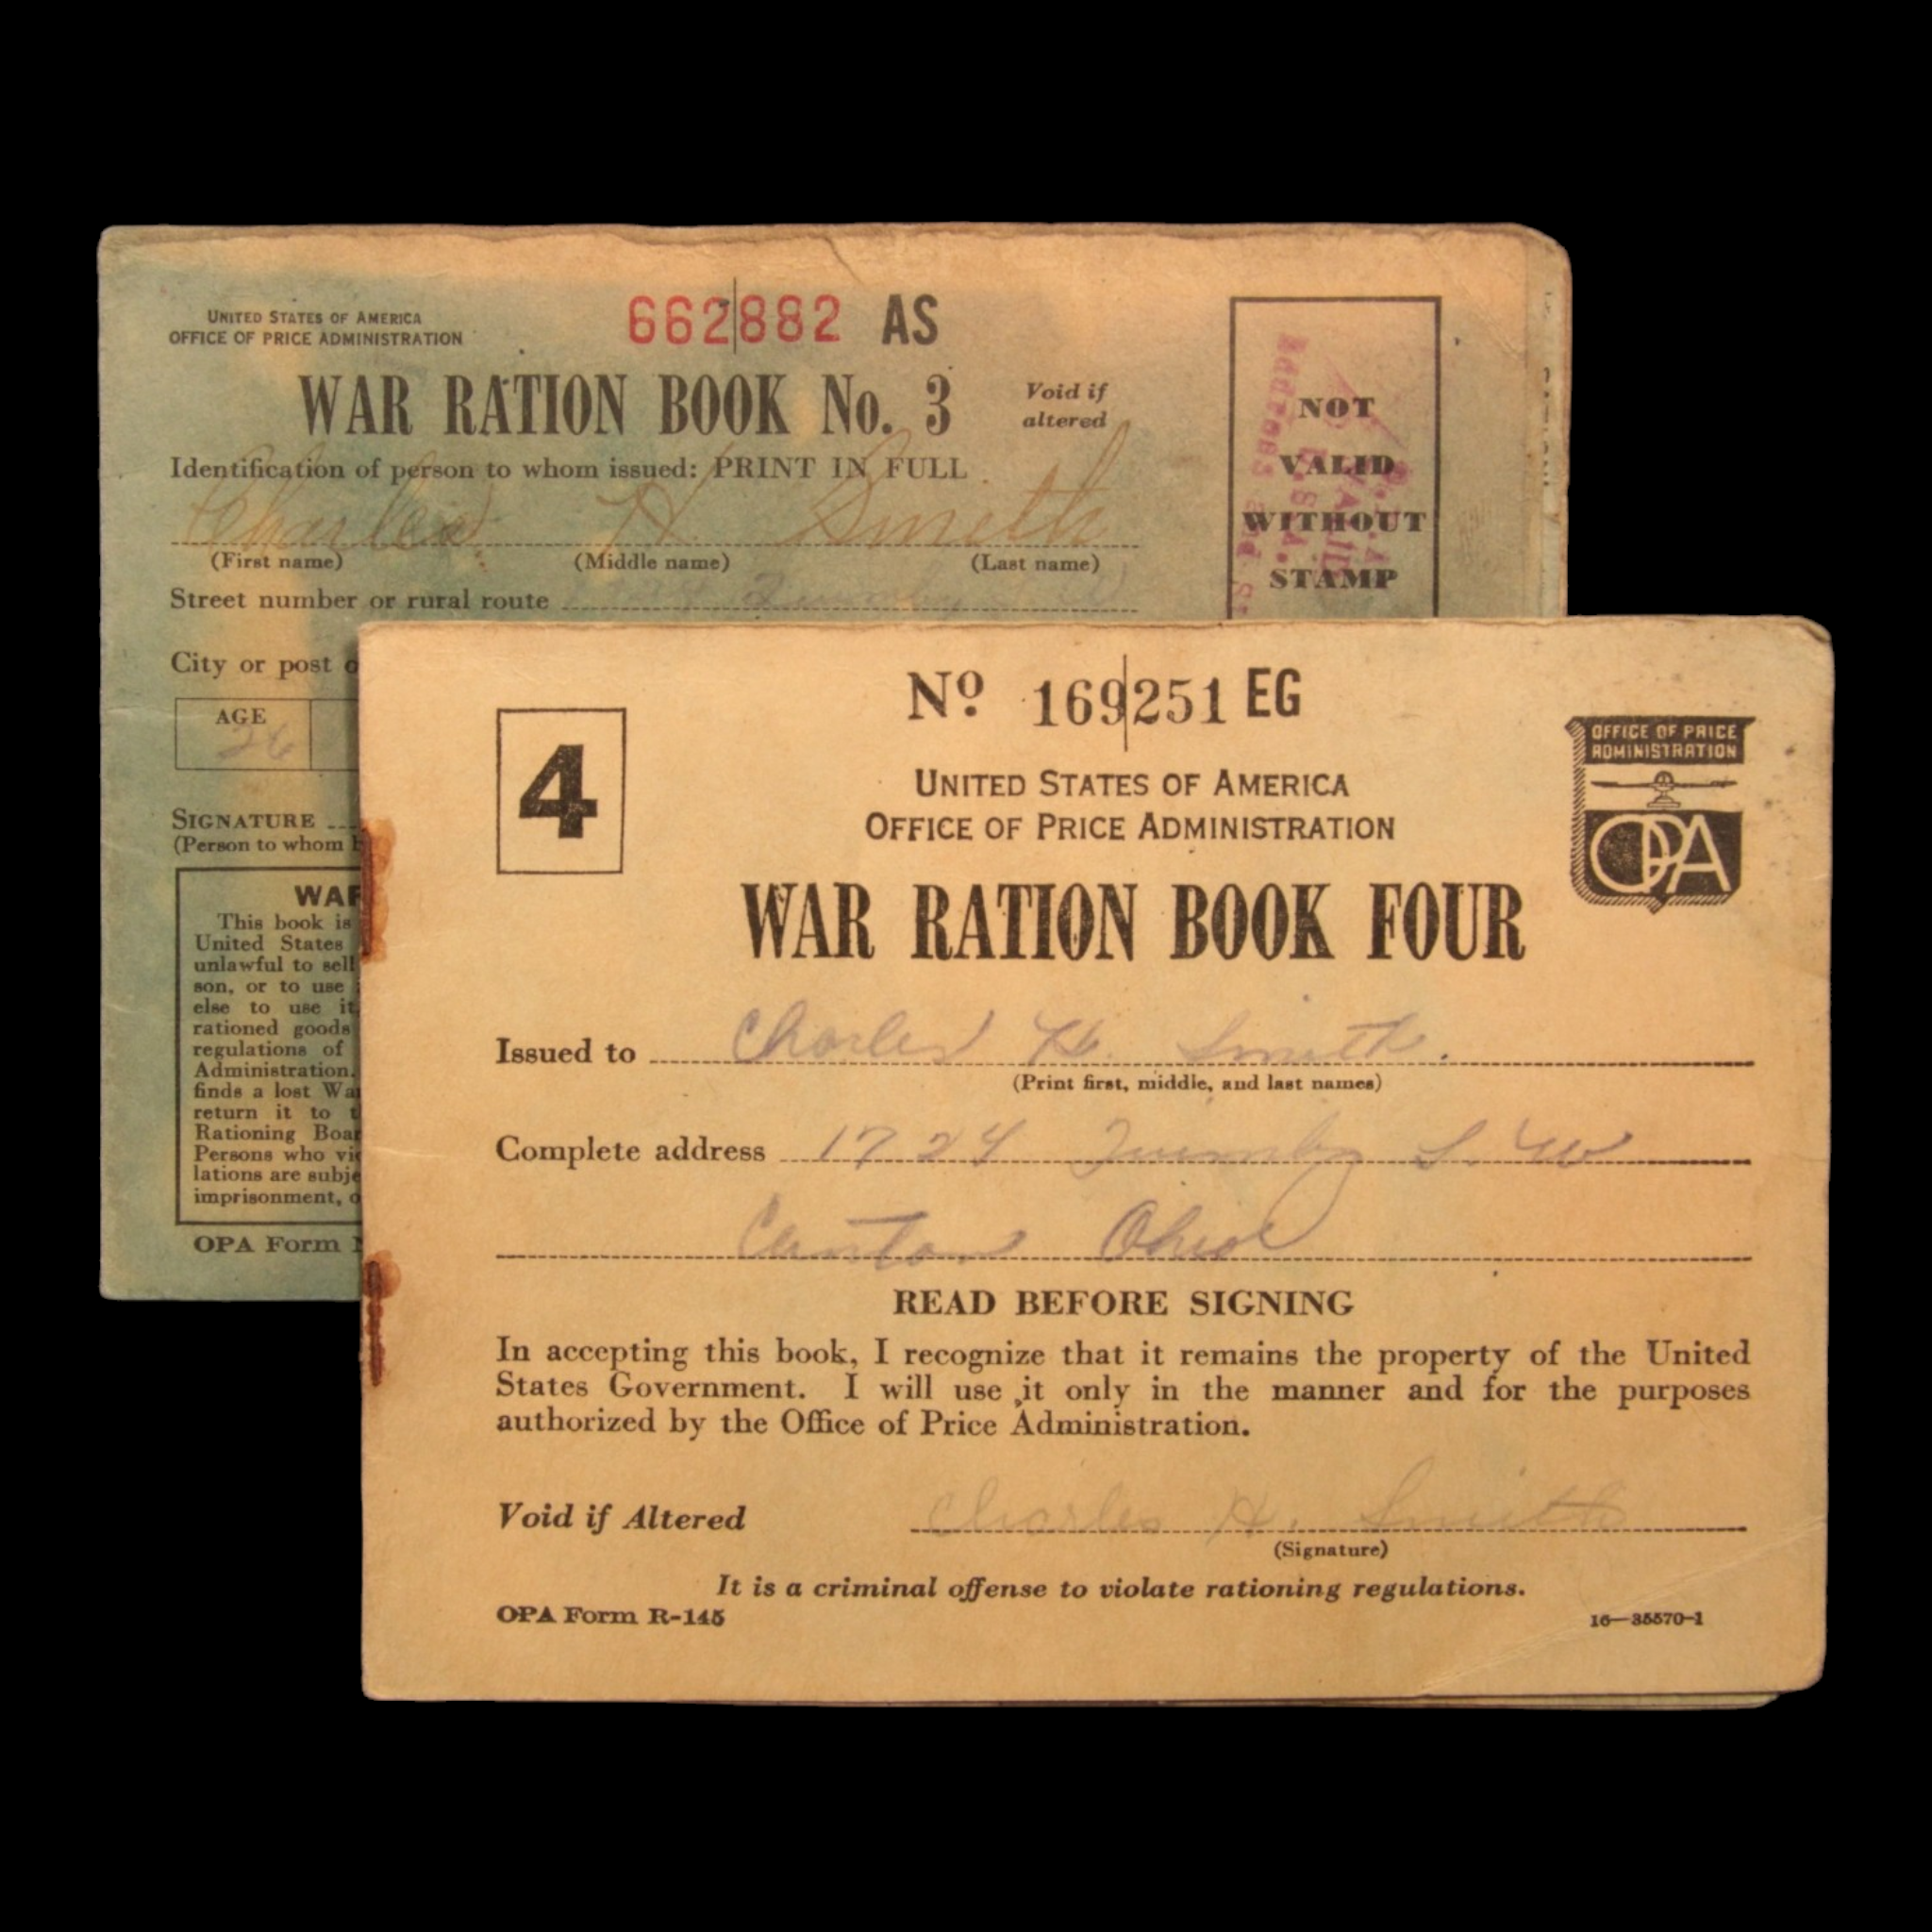 UNITED STATES OF AMERICA
OFFICE OF PRICE ADMINISTRATION
662882 AS
WAR RATION BOOK No. 3
Void if
altered
Identification of person to whom issued: PRINT IN FULL
Charles H. Smith
(First name) (Middle name) (Last name)
Street number or rural route
City or post
AGE
26
SIGNATURE
(Person to whom
This book is
United States
unlawful to sell
son, or to use
else to use it
rationed goods
regulations of
Administration.
finds a lost
return it to
Rationing
Persons who
lations are
imprisonment,
OPA Form
NOT
VALID
WITHOUT
STAMP
4
Nº 169251 EG
UNITED STATES OF AMERICA
OFFICE OF PRICE ADMINISTRATION
OFFICE OF PRICE
ADMINISTRATION
OPA
WAR RATION BOOK FOUR
Issued to Charles H. Smith.
(Print first, middle, and last names)
Complete address 1724 Quimby S. W
Canton Ohio
READ BEFORE SIGNING
In accepting this book, I recognize that it remains the property of the United
States Government. I will use it only in the manner and for the purposes
authorized by the Office of Price Administration.
Void if Altered Charles H. Smith
(Signature)
It is a criminal offense to violate rationing regulations.
OPA Form R-145
16—35570-1